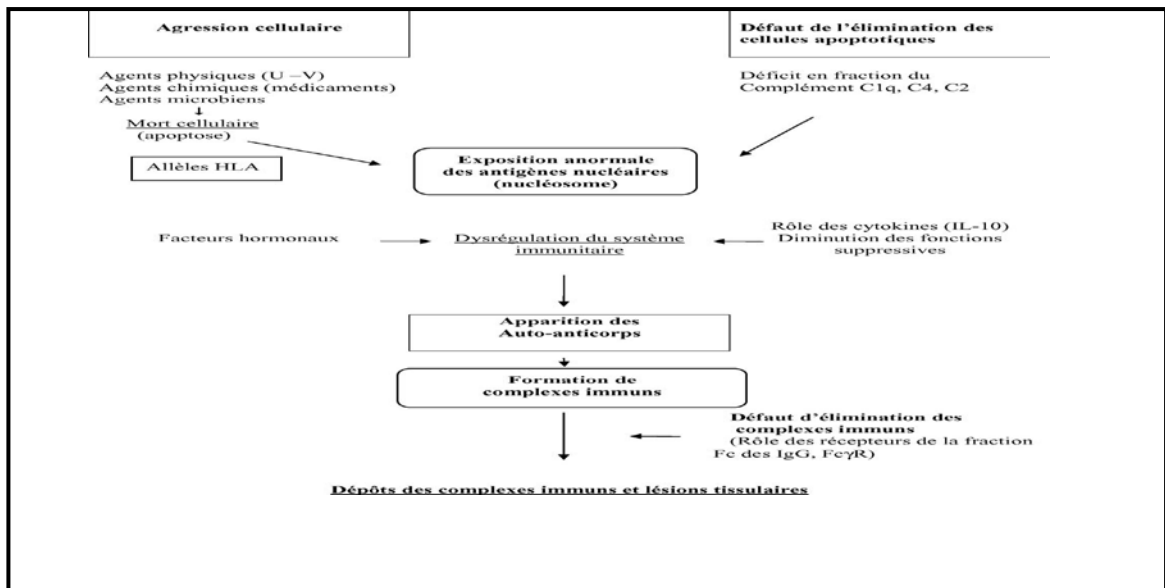 Agression cellulaire
Défaut de l'élimination des
cellules apoptotiques
Agents physiques (U –V)
Agents chimiques (médicaments)
Agents microbiens
Mort cellulaire
(apoptose)
Déficit en fraction du
Complément C1q, C4, C2
Allèles HLA
Exposition anormale
des antigènes nucléaires
(nucléosome)
Facteurs hormonaux
Dysrégulation du système
immunitaire
Rôle des cytokines (IL-10)
Diminution des fonctions
suppressives
Apparition des
Auto-anticorps
Formation de
complexes immuns
Défaut d'élimination des
complexes immuns
(Rôle des récepteurs de la fraction
Fc des IgG, FcγR)
Dépôts des complexes immuns et lésions tissulaires